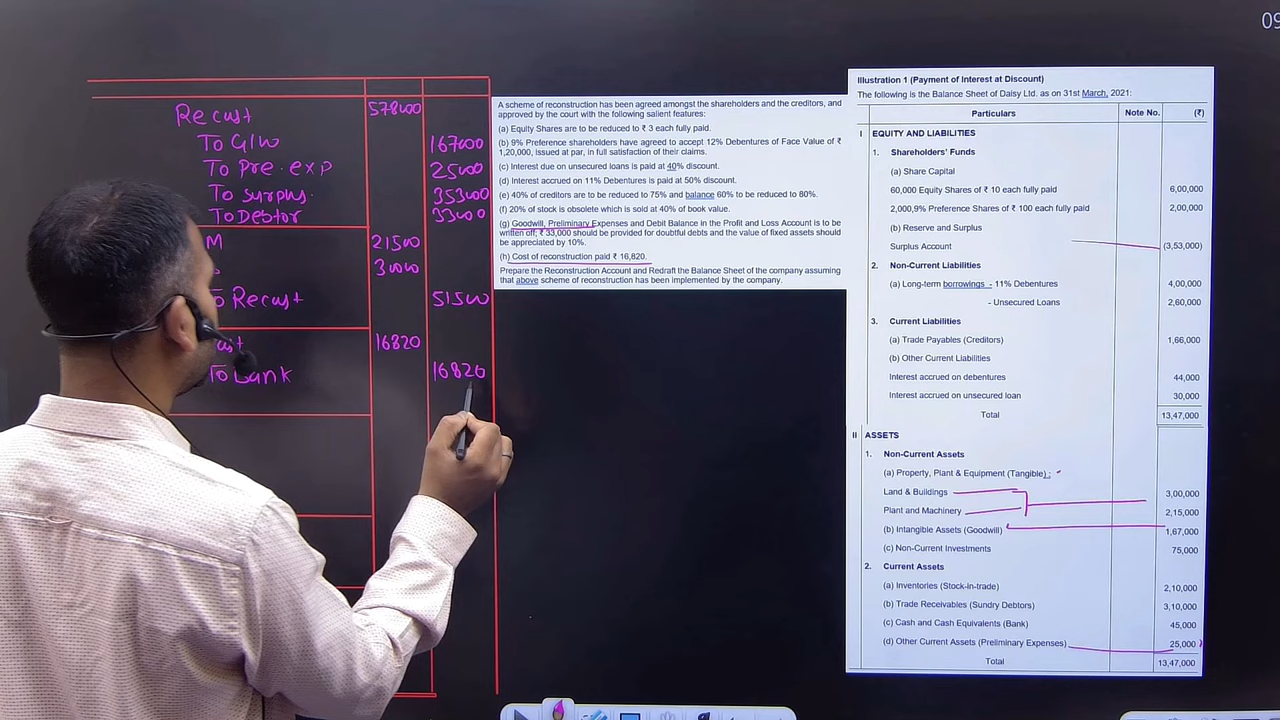 09
Recust 578000
To G/w 167000
To Pre. exp 25000
To Surplus. 353000
To Debtor 33000
M 21500
30000
To Recust 51500
16820
To bank 16820
A scheme of reconstruction has been agreed amongst the shareholders and the creditors, and
approved by the court with the following salient features:
(a) Equity Shares are to be reduced to ₹ 3 each fully paid.
(b) 9% Preference shareholders have agreed to accept 12% Debentures of Face Value of ₹
1,20,000, issued at par, in full satisfaction of their claims.
(c) Interest due on unsecured loans is paid at 40% discount.
(d) Interest accrued on 11% Debentures is paid at 50% discount.
(e) 40% of creditors are to be reduced to 75% and balance 60% to be reduced to 80%.
(f) 20% of stock is obsolete which is sold at 40% of book value.
(g) Goodwill, Preliminary Expenses and Debit Balance in the Profit and Loss Account is to be
written off; ₹ 33,000 should be provided for doubtful debts and the value of fixed assets should
be appreciated by 10%.
(h) Cost of reconstruction paid ₹ 16,820.
Prepare the Reconstruction Account and Redraft the Balance Sheet of the company assuming
that above scheme of reconstruction has been implemented by the company.
Illustration 1 (Payment of Interest at Discount)
The following is the Balance Sheet of Daisy Ltd. as on 31st March, 2021:
Particulars Note No. (₹)
I EQUITY AND LIABILITIES
1. Shareholders' Funds
(a) Share Capital
60,000 Equity Shares of ₹ 10 each fully paid 6,00,000
2,000,9% Preference Shares of ₹ 100 each fully paid 2,00,000
(b) Reserve and Surplus
Surplus Account (3,53,000)
2. Non-Current Liabilities
(a) Long-term borrowings - 11% Debentures 4,00,000
- Unsecured Loans 2,60,000
3. Current Liabilities
(a) Trade Payables (Creditors) 1,66,000
(b) Other Current Liabilities
Interest accrued on debentures 44,000
Interest accrued on unsecured loan 30,000
Total 13,47,000
II ASSETS
1. Non-Current Assets
(a) Property, Plant & Equipment (Tangible) :
Land & Buildings 3,00,000
Plant and Machinery 2,15,000
(b) Intangible Assets (Goodwill) 1,67,000
(c) Non-Current Investments 75,000
2. Current Assets
(a) Inventories (Stock-in-trade) 2,10,000
(b) Trade Receivables (Sundry Debtors) 3,10,000
(c) Cash and Cash Equivalents (Bank) 45,000
(d) Other Current Assets (Preliminary Expenses) 25,000
Total 13,47,000